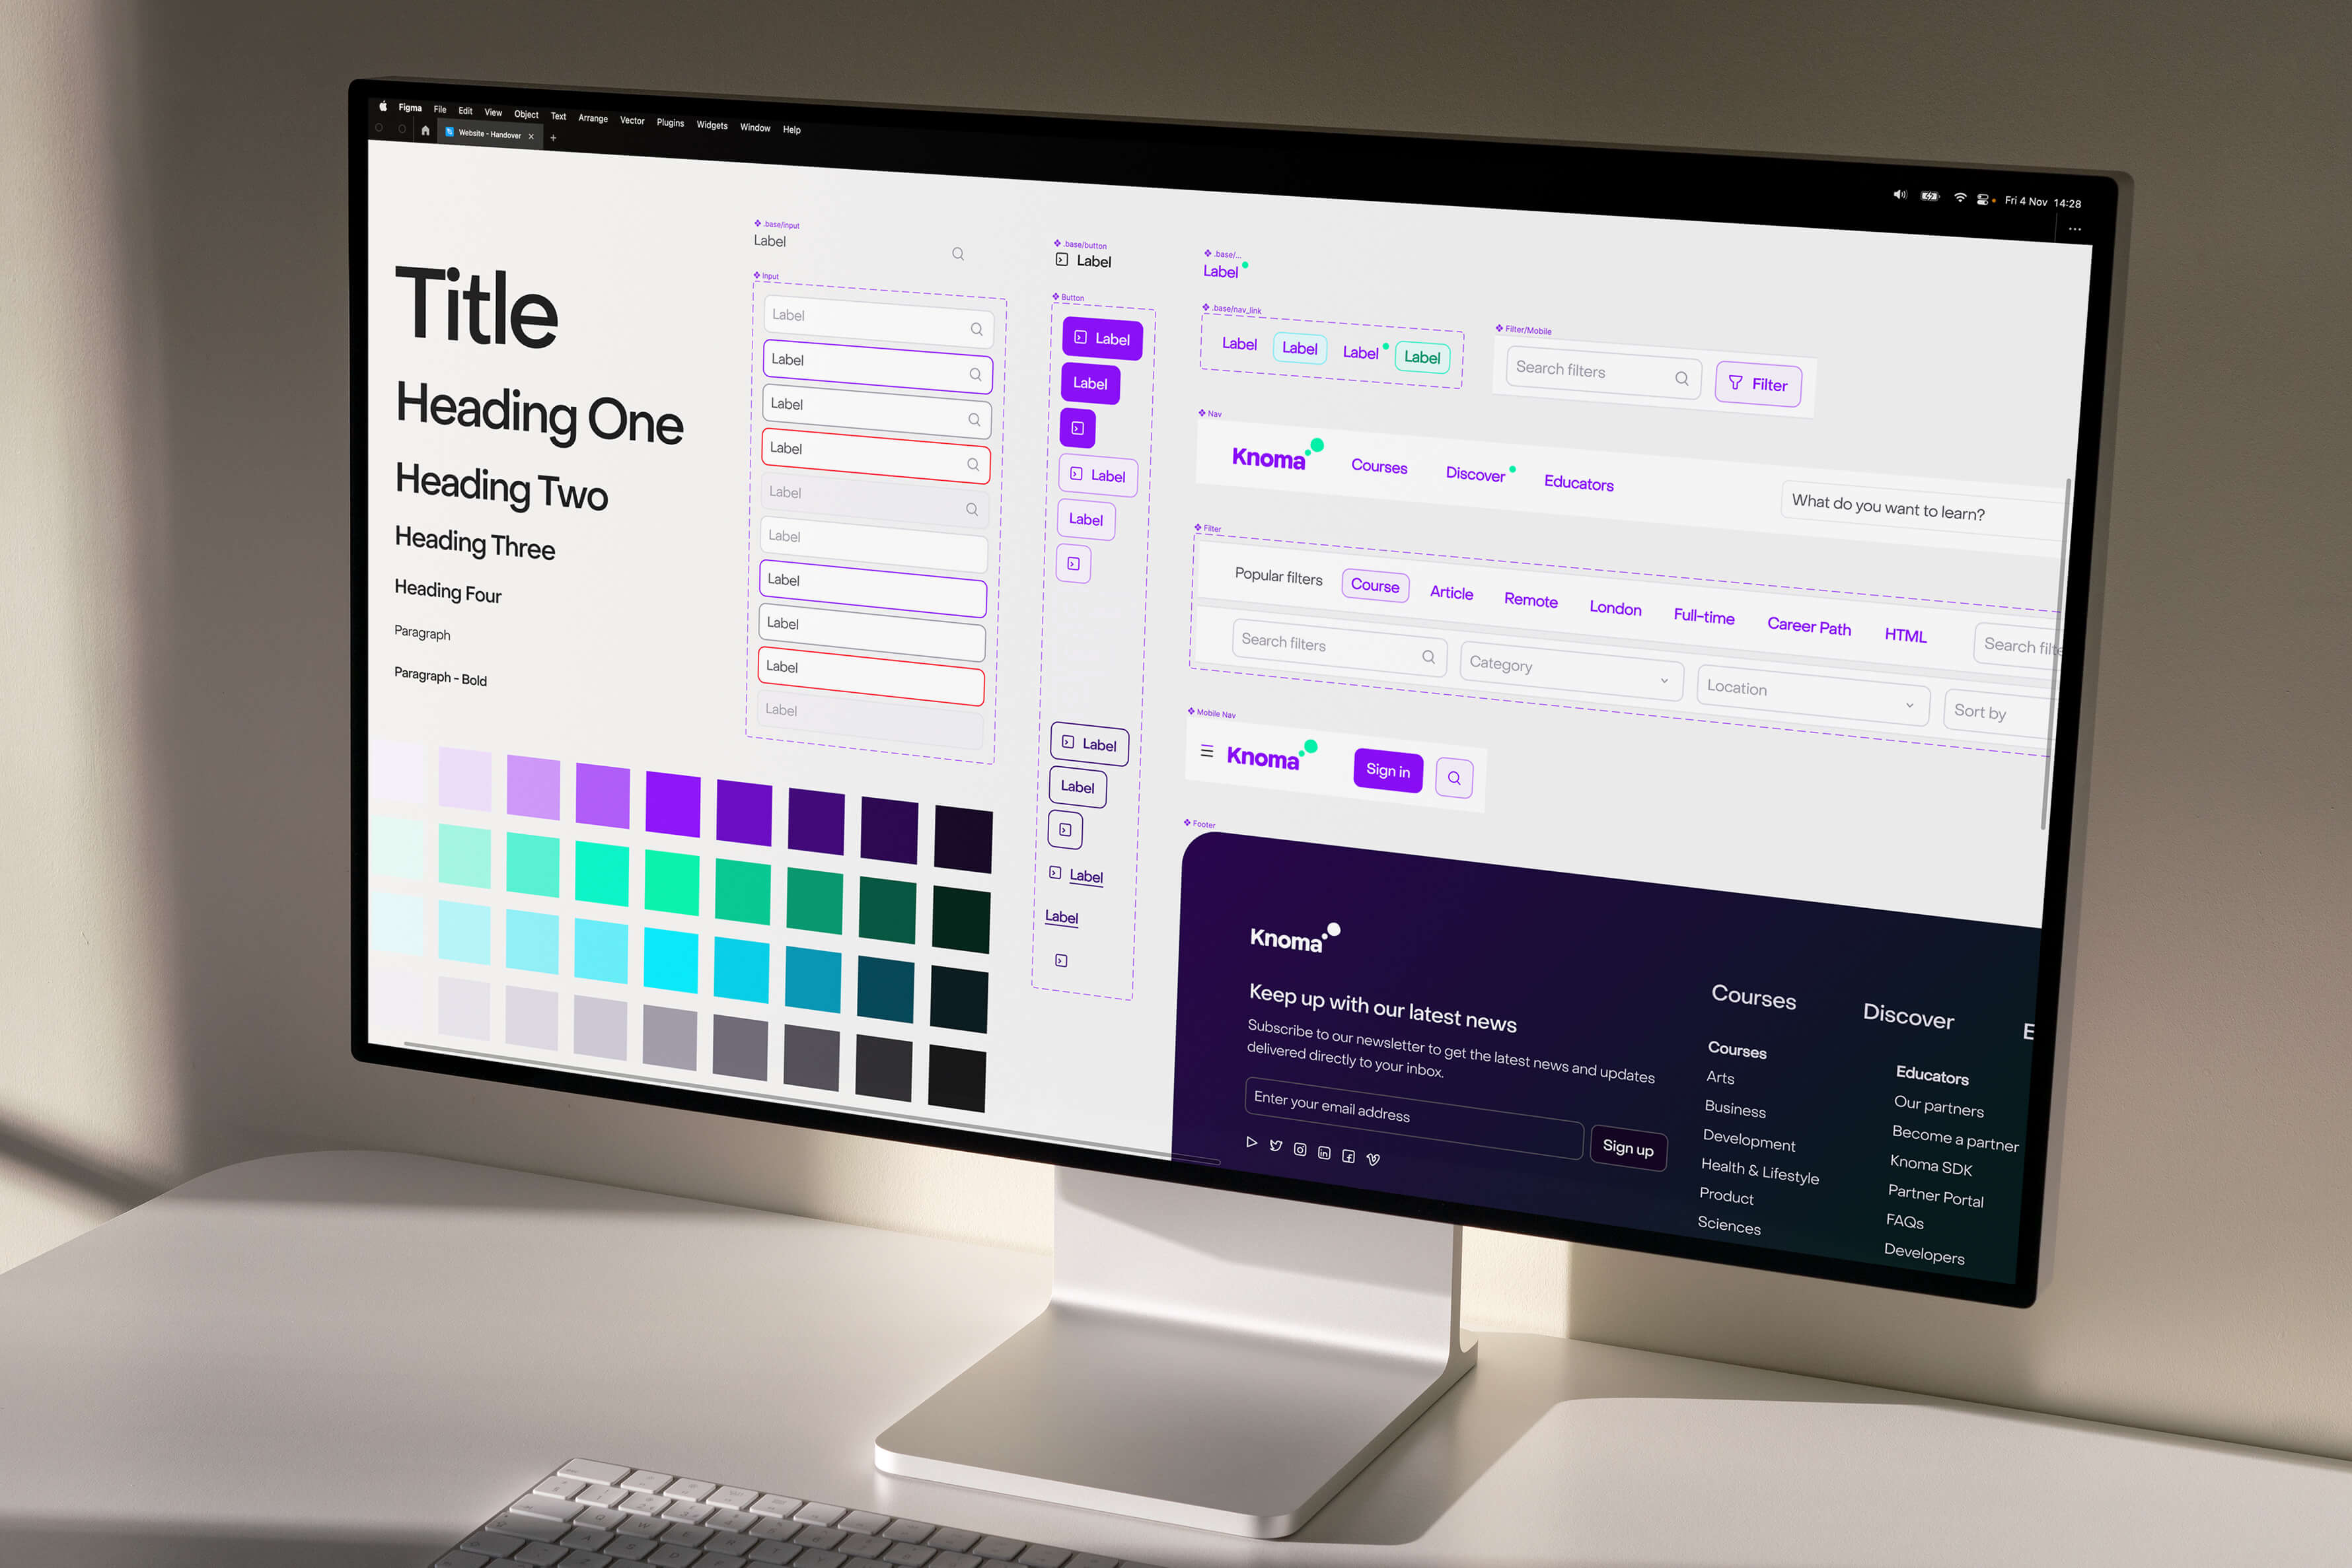 Figma File Edit View Object Text Arrange Vector Plugins Widgets Window Help
Fri 4 Nov 14:28
Website - Handover
Title
Heading One
Heading Two
Heading Three
Heading Four
Paragraph
Paragraph - Bold
.base/input
Label
Input
Label
Label
Label
Label
Label
Label
Label
Label
Label
Label
.base/button
Label
Button
Label
Label
Label
Label
Label
Label
Label
Label
.base/...
Label
.base/nav_link
Label Label Label Label
Filter/Mobile
Search filters Filter
Nav
Knoma Courses Discover Educators What do you want to learn?
Filter
Popular filters Course Article Remote London Full-time Career Path HTML Search filte
Search filters Category Location Sort by
Mobile Nav
Knoma Sign in
Footer
Knoma
Keep up with our latest news
Subscribe to our newsletter to get the latest news and updates
delivered directly to your inbox.
Enter your email address Sign up
Courses
Courses
Arts
Business
Development
Health & Lifestyle
Product
Sciences
Discover
Educators
Our partners
Become a partner
Knoma SDK
Partner Portal
FAQs
Developers
E